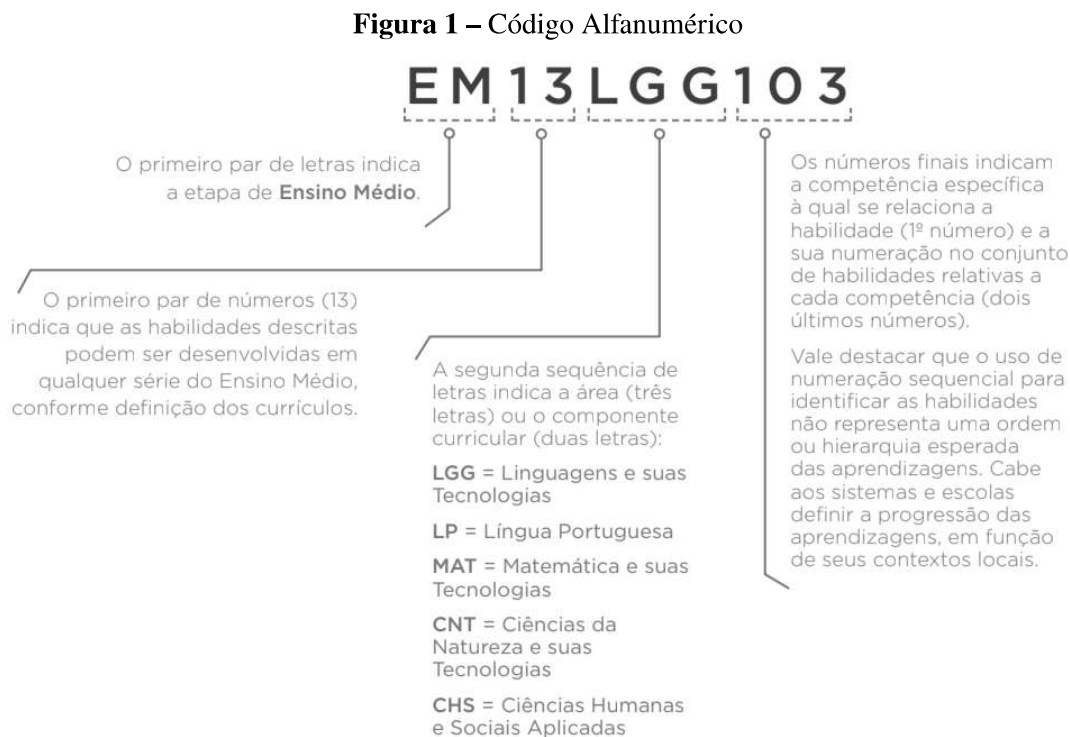 Figura 1 – Código Alfanumérico
EM13LGG103
O primeiro par de letras indica
a etapa de Ensino Médio.
O primeiro par de números (13)
indica que as habilidades descritas
podem ser desenvolvidas em
qualquer série do Ensino Médio,
conforme definição dos currículos.
A segunda sequência de
letras indica a área (três
letras) ou o componente
curricular (duas letras):
LGG = Linguagens e suas
Tecnologias
LP = Língua Portuguesa
MAT = Matemática e suas
Tecnologias
CNT = Ciências da
Natureza e suas
Tecnologias
CHS = Ciências Humanas
e Sociais Aplicadas
Os números finais indicam
a competência específica
à qual se relaciona a
habilidade (1º número) e a
sua numeração no conjunto
de habilidades relativas a
cada competência (dois
últimos números).
Vale destacar que o uso de
numeração sequencial para
identificar as habilidades
não representa uma ordem
ou hierarquia esperada
das aprendizagens. Cabe
aos sistemas e escolas
definir a progressão das
aprendizagens, em função
de seus contextos locais.